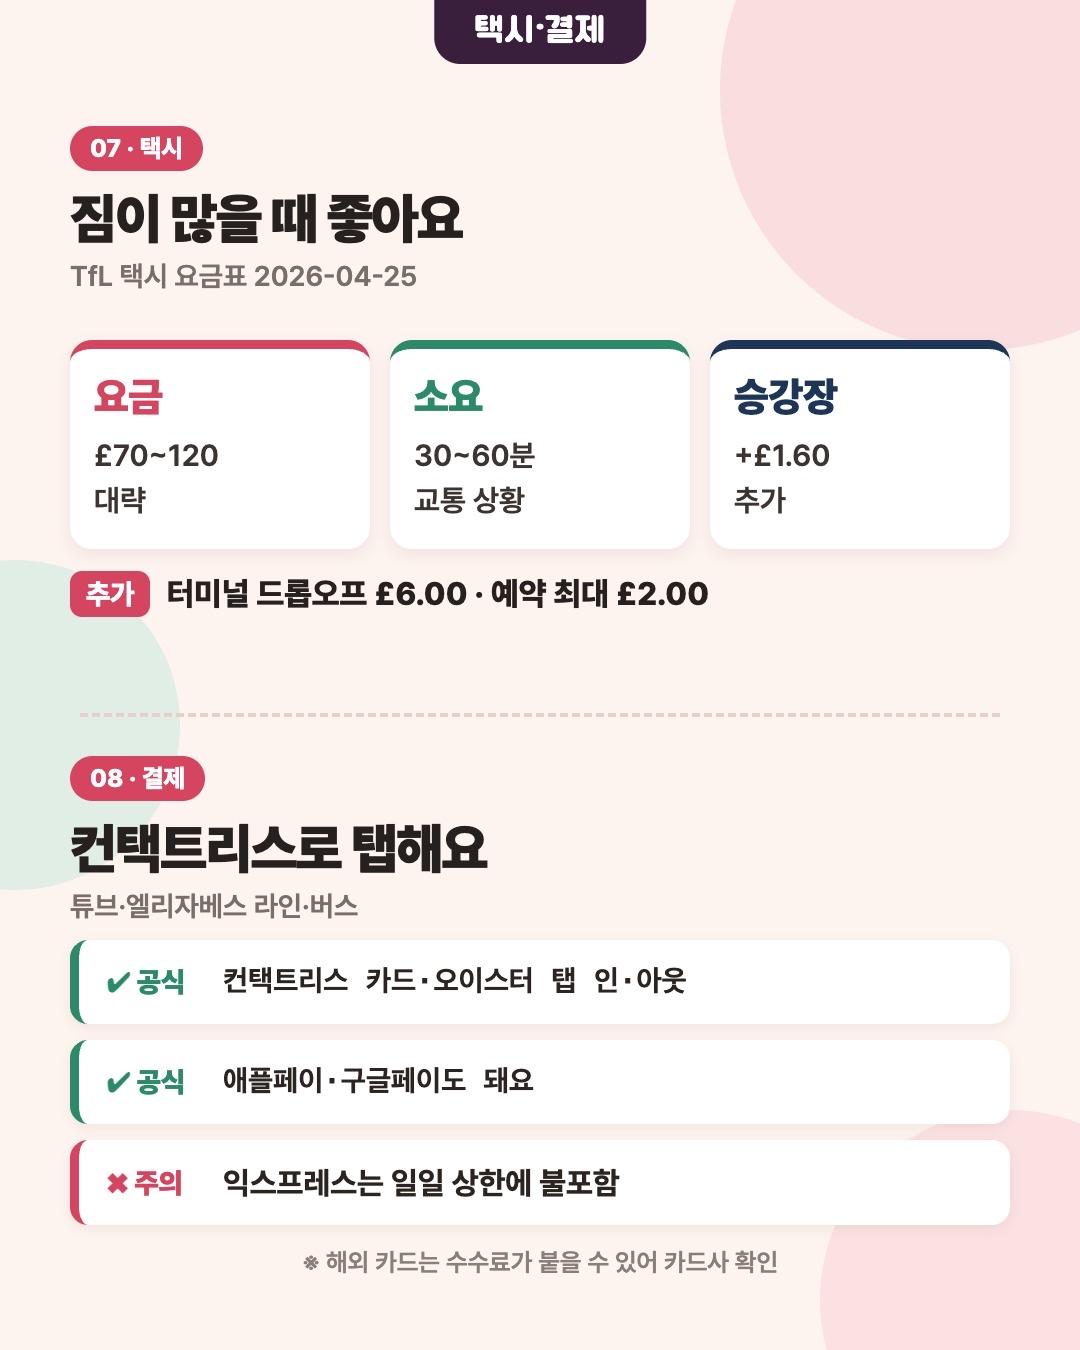 택시·결제
07 · 택시
짐이 많을 때 좋아요
TfL 택시 요금표 2026-04-25
요금
£70~120
대략
소요
30~60분
교통 상황
승강장
+£1.60
추가
추가 터미널 드롭오프 £6.00 · 예약 최대 £2.00
08 · 결제
컨택트리스로 탭해요
튜브·엘리자베스 라인·버스
✔ 공식 컨택트리스 카드·오이스터 탭 인·아웃
✔ 공식 애플페이·구글페이도 돼요
✖ 주의 익스프레스는 일일 상한에 불포함
※ 해외 카드는 수수료가 붙을 수 있어 카드사 확인